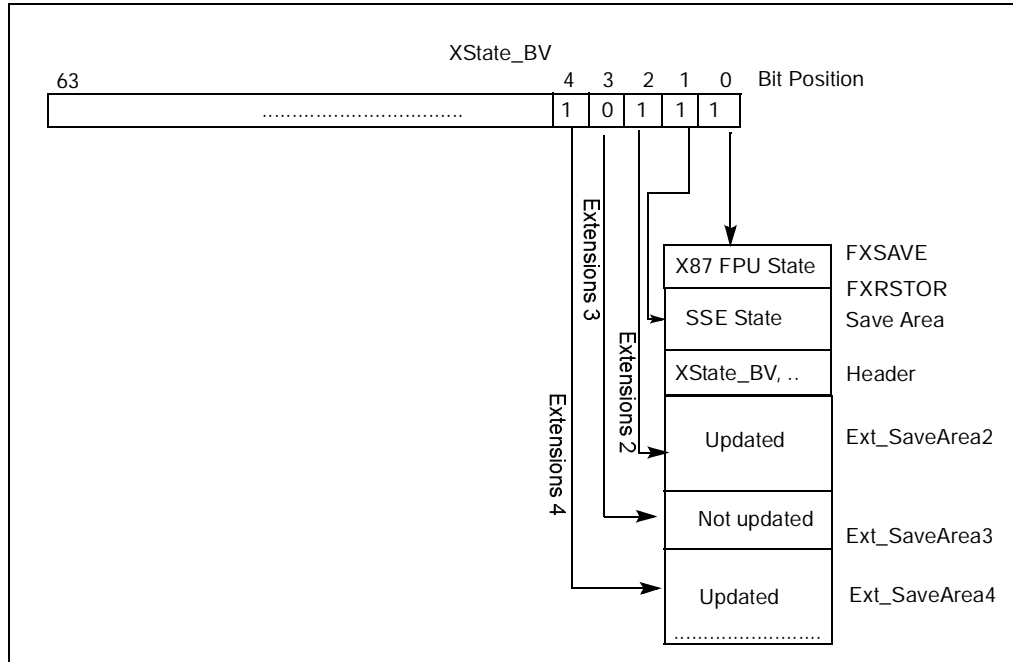 XState_BV
63 4 3 2 1 0 Bit Position
.................................. 1 0 1 1 1
Extensions 3
Extensions 2
Extensions 4
X87 FPU State FXSAVE
FXRSTOR
SSE State Save Area
XState_BV, .. Header
Updated Ext_SaveArea2
Not updated
Ext_SaveArea3
Updated Ext_SaveArea4
.........................